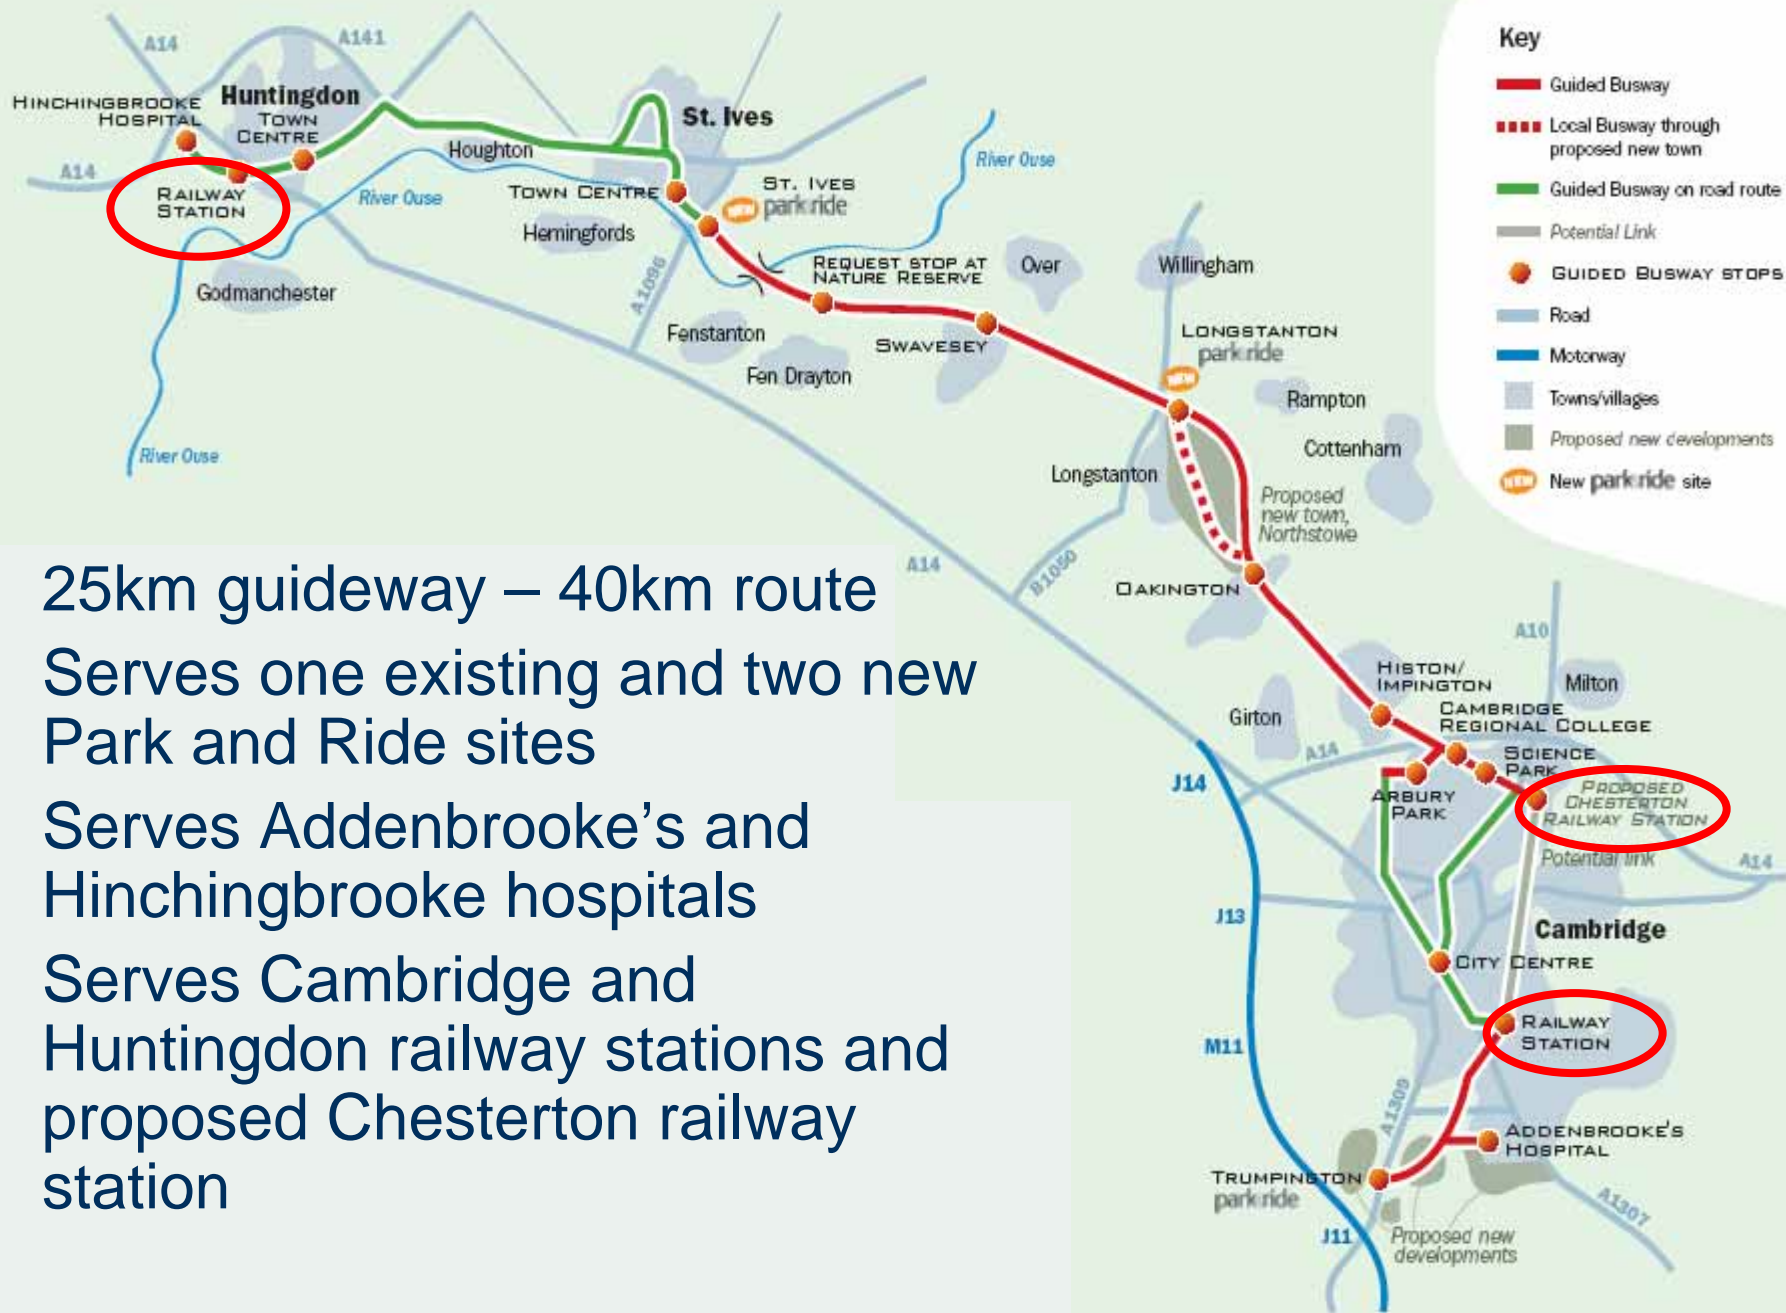 A14
A141
HINCHINGBROOKE
HOSPITAL
Huntingdon
TOWN
CENTRE
A14
RAILWAY
STATION
River Ouse
Houghton
St. Ives
TOWN CENTRE
NEW
ST. IVES
park&ride
River Ouse
Hemingfords
Godmanchester
A1096
REQUEST STOP AT
NATURE RESERVE
Over
Willingham
Fenstanton
Fen Drayton
SWAVESEY
LONGSTANTON
park&ride
NEW
Rampton
Cottenham
River Ouse
Longstanton
Proposed
new town,
Northstowe
A14
B1050
OAKINGTON
A10
HISTON/
IMPINGTON
Milton
Girton
CAMBRIDGE
REGIONAL COLLEGE
A14
SCIENCE
PARK
J14
ARBURY
PARK
PROPOSED
CHESTERTON
RAILWAY STATION
Potential link
A14
J13
Cambridge
CITY CENTRE
RAILWAY
STATION
M11
A1309
ADDENBROOKE'S
HOSPITAL
TRUMPINGTON
park&ride
A1307
J11
Proposed new
developments
Key
Guided Busway
Local Busway through
proposed new town
Guided Busway on road route
Potential Link
GUIDED BUSWAY STOPS
Road
Motorway
Towns/villages
Proposed new developments
NEW
New park&ride site
25km guideway – 40km route
Serves one existing and two new
Park and Ride sites
Serves Addenbrooke’s and
Hinchingbrooke hospitals
Serves Cambridge and
Huntingdon railway stations and
proposed Chesterton railway
station